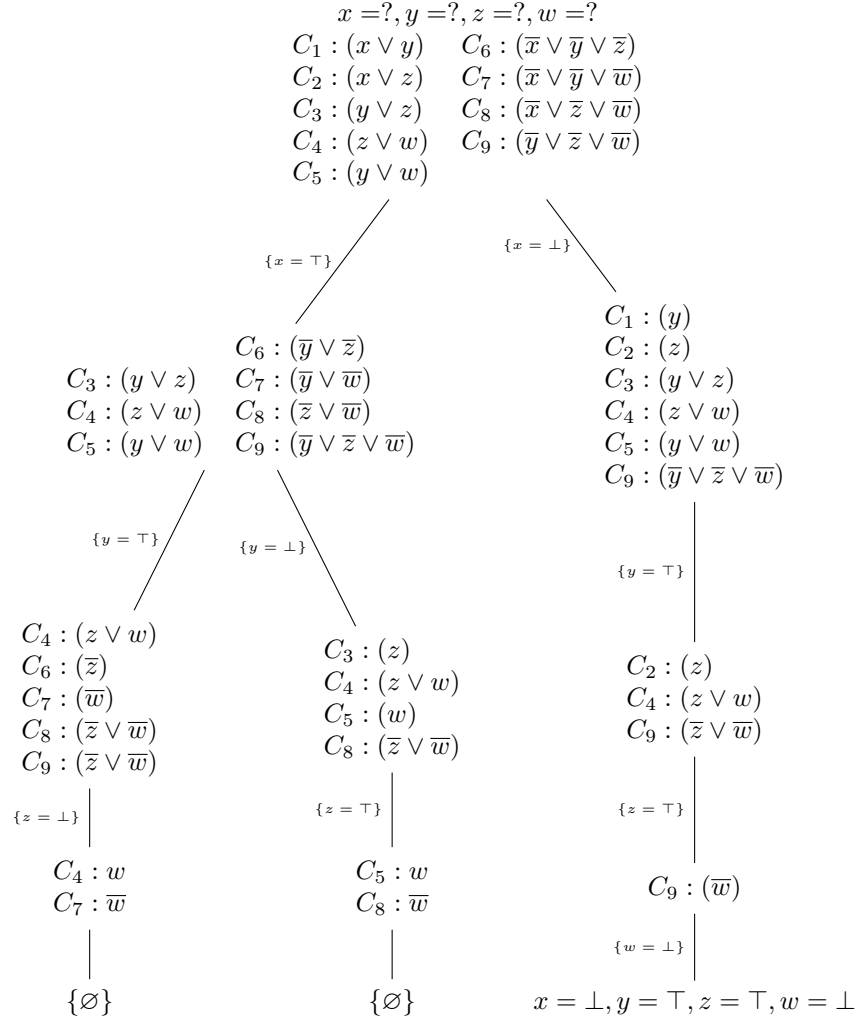 x =?, y =?, z =?, w =?
C₁ : (x ∨ y) C₆ : (x̅ ∨ y̅ ∨ z̅)
C₂ : (x ∨ z) C₇ : (x̅ ∨ y̅ ∨ w̅)
C₃ : (y ∨ z) C₈ : (x̅ ∨ z̅ ∨ w̅)
C₄ : (z ∨ w) C₉ : (y̅ ∨ z̅ ∨ w̅)
C₅ : (y ∨ w)
{x = ⊤}
{x = ⊥}
C₃ : (y ∨ z)
C₄ : (z ∨ w)
C₅ : (y ∨ w)
C₆ : (y̅ ∨ z̅)
C₇ : (y̅ ∨ w̅)
C₈ : (z̅ ∨ w̅)
C₉ : (y̅ ∨ z̅ ∨ w̅)
C₁ : (y)
C₂ : (z)
C₃ : (y ∨ z)
C₄ : (z ∨ w)
C₅ : (y ∨ w)
C₉ : (y̅ ∨ z̅ ∨ w̅)
{y = ⊤}
{y = ⊥}
{y = ⊤}
C₄ : (z ∨ w)
C₆ : (z̅)
C₇ : (w̅)
C₈ : (z̅ ∨ w̅)
C₉ : (z̅ ∨ w̅)
C₃ : (z)
C₄ : (z ∨ w)
C₅ : (w)
C₈ : (z̅ ∨ w̅)
C₂ : (z)
C₄ : (z ∨ w)
C₉ : (z̅ ∨ w̅)
{z = ⊥}
{z = ⊤}
{z = ⊤}
C₄ : w
C₇ : w̅
C₅ : w
C₈ : w̅
C₉ : (w̅)
{w = ⊥}
{∅}
{∅}
x = ⊥, y = ⊤, z = ⊤, w = ⊥